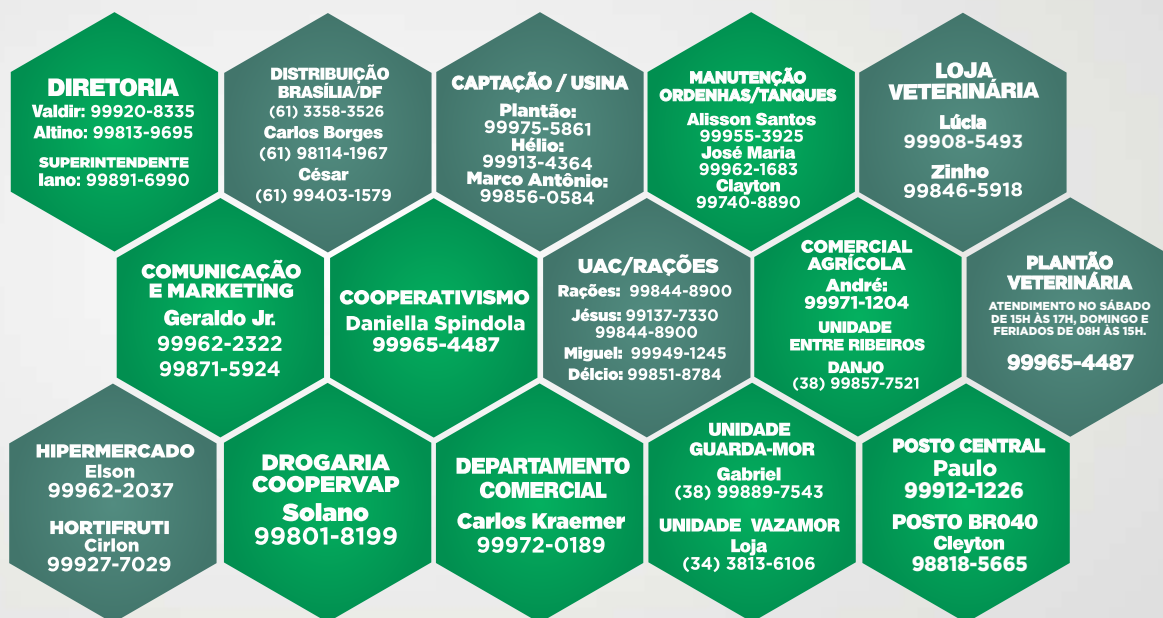 DIRETORIA
Valdir: 99920-8335
Altino: 99813-9695
SUPERINTENDENTE
Iano: 99891-6990
DISTRIBUIÇÃO
BRASÍLIA/DF
(61) 3358-3526
Carlos Borges
(61) 98114-1967
César
(61) 99403-1579
CAPTAÇÃO / USINA
Plantão:
99975-5861
Hélio:
99913-4364
Marco Antônio:
99856-0584
MANUTENÇÃO
ORDENHAS/TANQUES
Alisson Santos
99955-3925
José Maria
99962-1683
Clayton
99740-8890
LOJA
VETERINÁRIA
Lúcia
99908-5493
Zinho
99846-5918
COMUNICAÇÃO
E MARKETING
Geraldo Jr.
99962-2322
99871-5924
COOPERATIVISMO
Daniella Spindola
99965-4487
UAC/RAÇÕES
Rações: 99844-8900
Jésus: 99137-7330
99844-8900
Miguel: 99949-1245
Délcio: 99851-8784
COMERCIAL
AGRÍCOLA
André:
99971-1204
UNIDADE
ENTRE RIBEIROS
DANJO
(38) 99857-7521
PLANTÃO
VETERINÁRIA
ATENDIMENTO NO SÁBADO
DE 15H ÀS 17H, DOMINGO E
FERIADOS DE 08H ÀS 15H.
99965-4487
HIPERMERCADO
Elson
99962-2037
HORTIFRUTI
Cirlon
99927-7029
DROGARIA
COOPERVAP
Solano
99801-8199
DEPARTAMENTO
COMERCIAL
Carlos Kraemer
99972-0189
UNIDADE
GUARDA-MOR
Gabriel
(38) 99889-7543
UNIDADE VAZAMOR
Loja
(34) 3813-6106
POSTO CENTRAL
Paulo
99912-1226
POSTO BR040
Cleyton
98818-5665